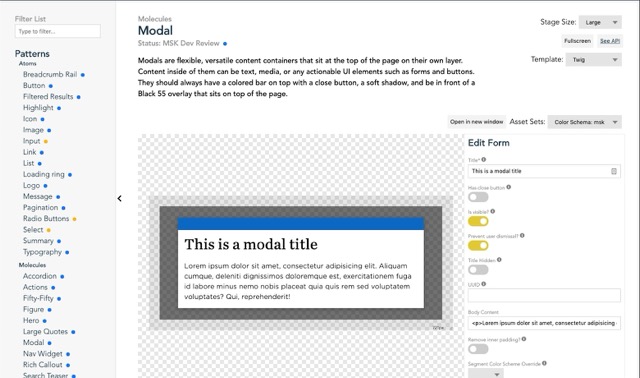 Filter List
Type to filter...
Patterns
Atoms
Breadcrumb Rail
Button
Filtered Results
Highlight
Icon
Image
Input
Link
List
Loading ring
Logo
Message
Pagination
Radio Buttons
Select
Summary
Typography
Molecules
Accordion
Actions
Fifty-Fifty
Figure
Hero
Large Quotes
Modal
Nav Widget
Rich Callout
Search Teaser
Molecules
Modal
Status: MSK Dev Review
Modals are flexible, versatile content containers that sit at the top of the page on their own layer.
Content inside of them can be text, media, or any actionable UI elements such as forms and buttons.
They should always have a colored bar on top with a close button, a soft shadow, and be in front of a
Black 55 overlay that sits on top of the page.
Stage Size: Large
Fullscreen See API
Template: Twig
Open in new window Asset Sets: Color Scheme: msk
This is a modal title
Lorem ipsum dolor sit amet, consectetur adipisicing elit. Aliquam
cumque, deleniti dignissimos doloremque est, exercitationem fuga
id labore minus nemo nobis placeat quia quis rem sed voluptatem
voluptates? Qui, reprehenderit!
Edit Form
Title*
This is a modal title
Has close button
Is visible?
Prevent user dismissal?
Title Hidden
UUID
Body Content
<p>Lorem ipsum dolor sit amet, consectetur adipisicing
Remove inner padding?
Segment Color Scheme Override